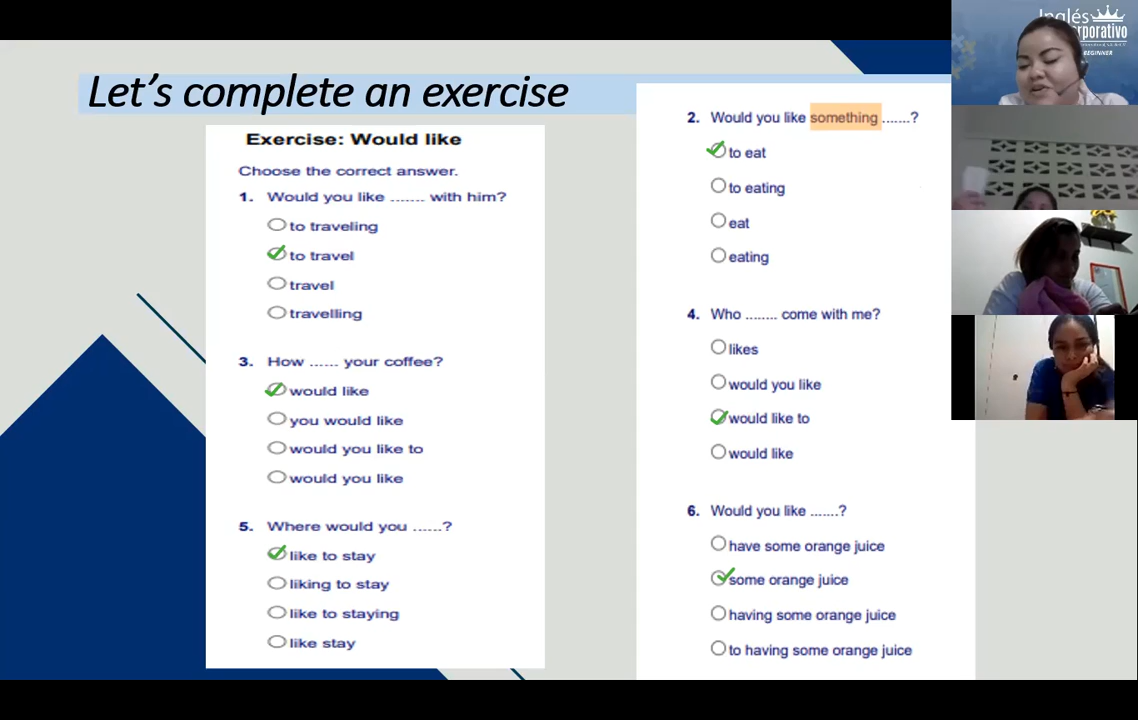 Let's complete an exercise
Exercise: Would like
Choose the correct answer.
1. Would you like ....... with him?
to traveling
to travel
travel
travelling
3. How ...... your coffee?
would like
you would like
would you like to
would you like
5. Where would you ......?
like to stay
liking to stay
like to staying
like stay
2. Would you like something .......?
to eat
to eating
eat
eating
4. Who ........ come with me?
likes
would you like
would like to
would like
6. Would you like .......?
have some orange juice
some orange juice
having some orange juice
to having some orange juice
BEGINNER